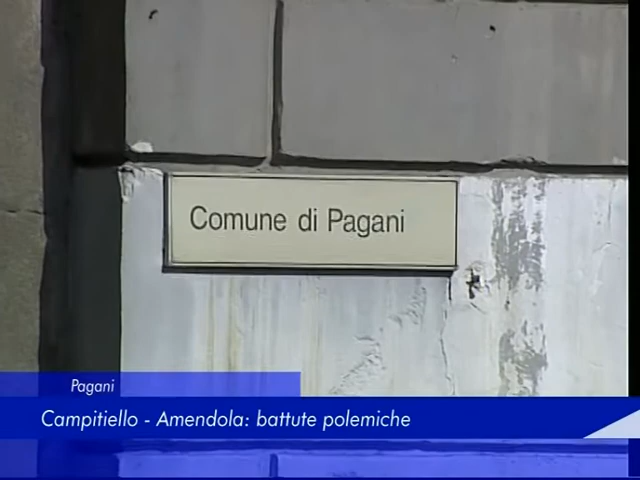 Comune di Pagani
Pagani
Campitiello - Amendola: battute polemiche